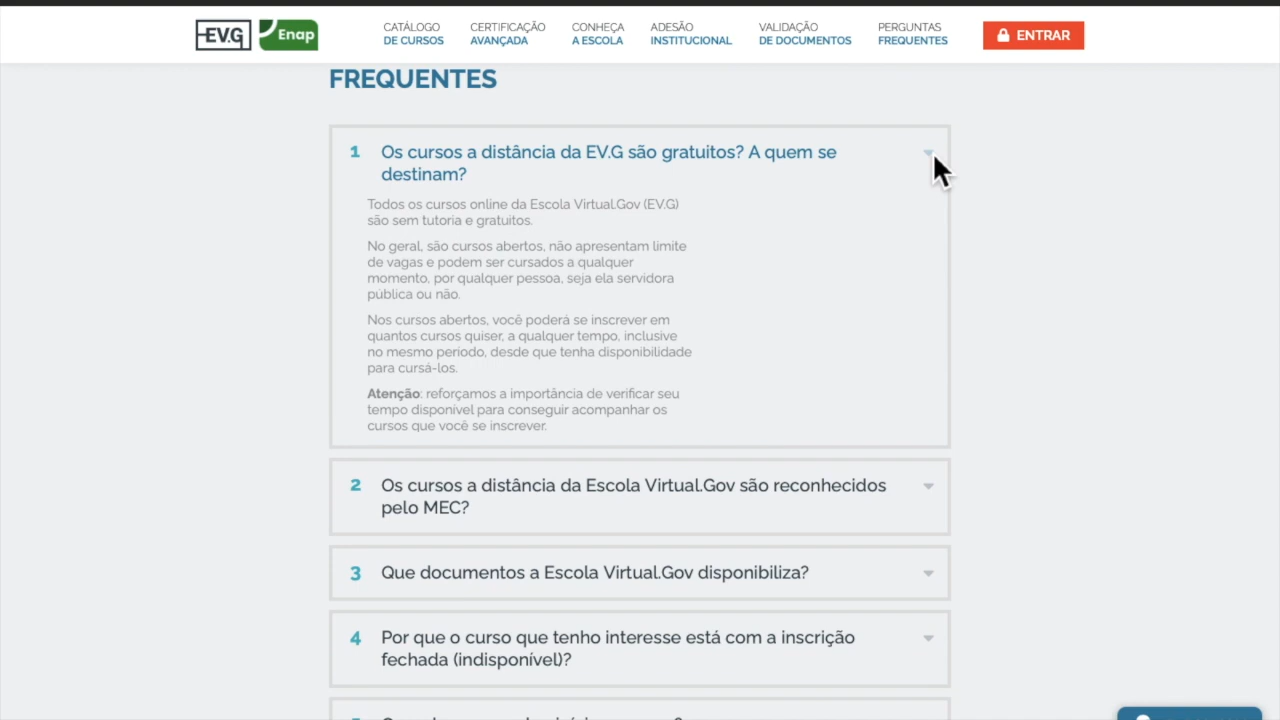 EV.G
Enap
CATÁLOGO
DE CURSOS
CERTIFICAÇÃO
AVANÇADA
CONHEÇA
A ESCOLA
ADESÃO
INSTITUCIONAL
VALIDAÇÃO
DE DOCUMENTOS
PERGUNTAS
FREQUENTES
ENTRAR
FREQUENTES
1 Os cursos a distância da EV.G são gratuitos? A quem se
destinam?
Todos os cursos online da Escola Virtual.Gov (EV.G)
são sem tutoria e gratuitos.
No geral, são cursos abertos, não apresentam limite
de vagas e podem ser cursados a qualquer
momento, por qualquer pessoa, seja ela servidora
pública ou não.
Nos cursos abertos, você poderá se inscrever em
quantos cursos quiser, a qualquer tempo, inclusive
no mesmo período, desde que tenha disponibilidade
para cursá-los.
Atenção: reforçamos a importância de verificar seu
tempo disponível para conseguir acompanhar os
cursos que você se inscrever.
2 Os cursos a distância da Escola Virtual.Gov são reconhecidos
pelo MEC?
3 Que documentos a Escola Virtual.Gov disponibiliza?
4 Por que o curso que tenho interesse está com a inscrição
fechada (indisponível)?